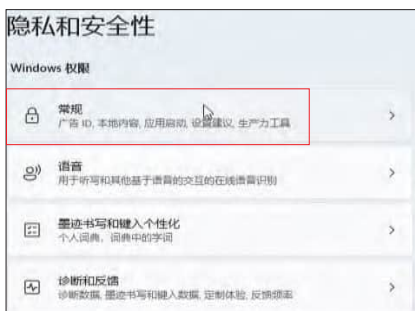 隐私和安全性
Windows 权限
常规
广告 ID, 本地内容, 应用启动, 设置建议, 生产力工具
语音
用于听写和其他基于语音的交互的在线语音识别
墨迹书写和键入个性化
个人词典, 词典中的字词
诊断和反馈
诊断数据, 墨迹书写和键入数据, 定制体验, 反馈频率